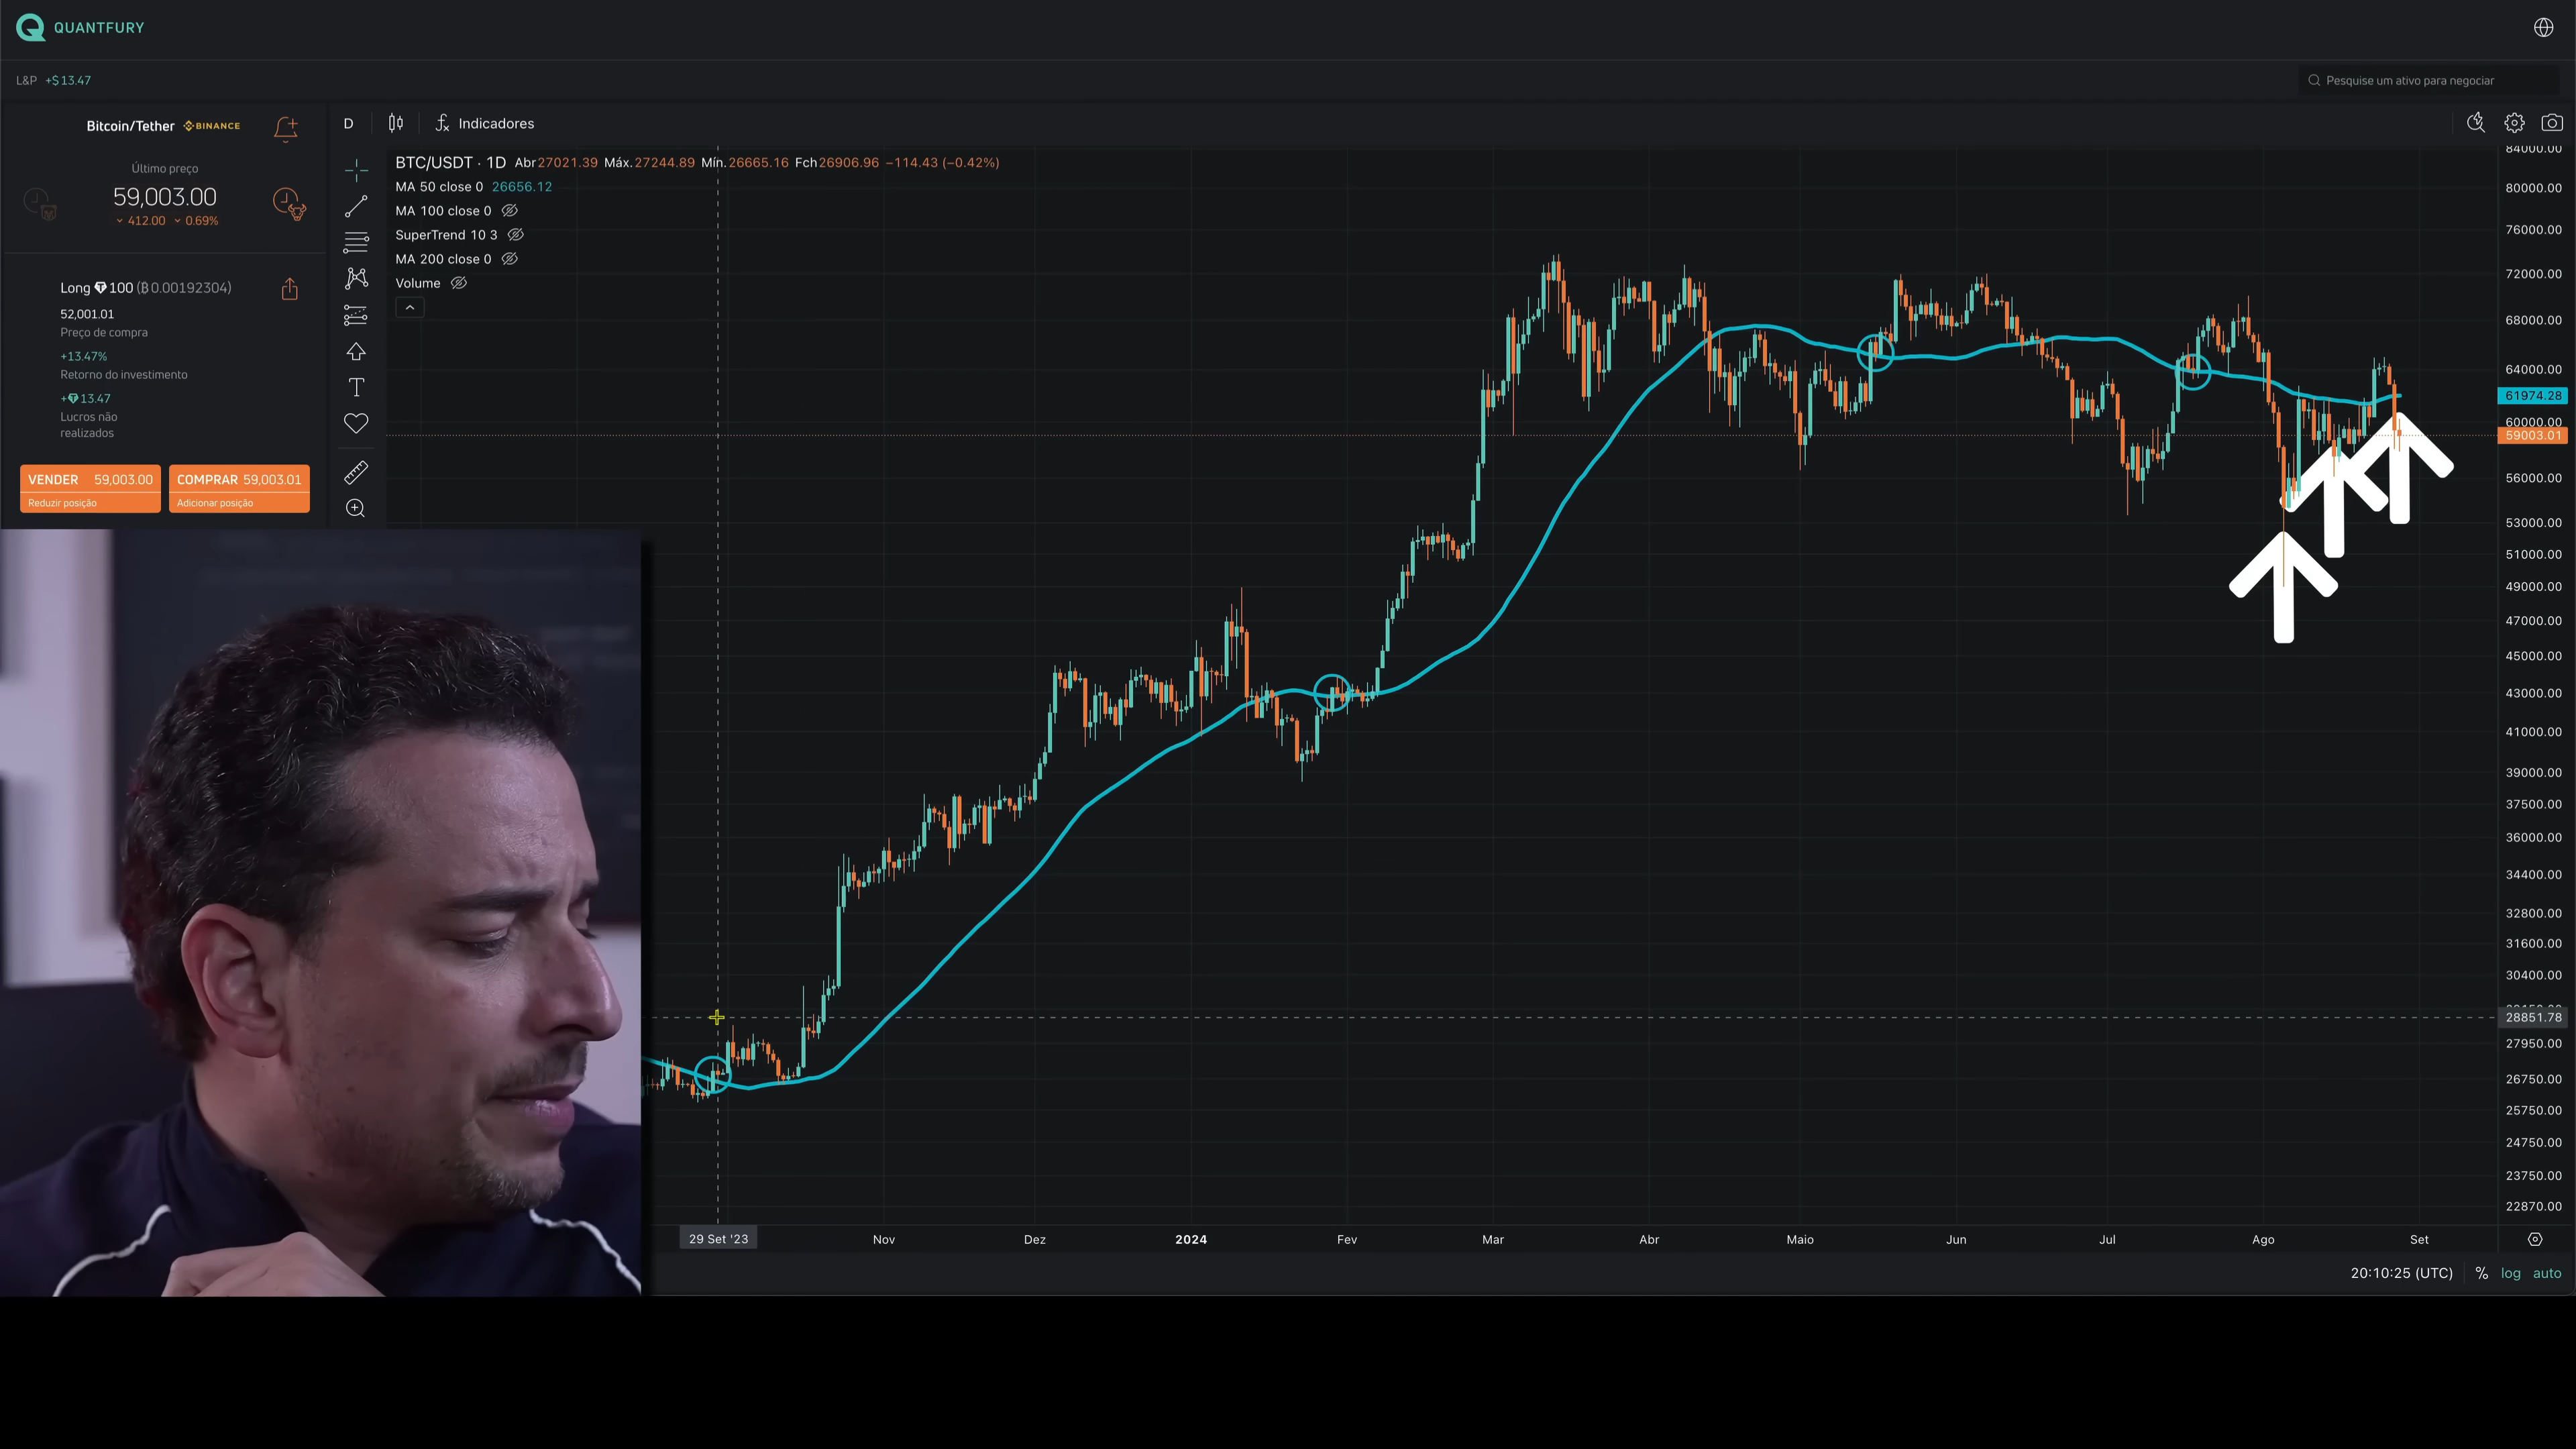 QUANTFURY
L&P +$13.47
Pesquise um ativo para negociar
Bitcoin/Tether BINANCE
Último preço
59,003.00
412.00 0.69%
Long 100 (₿0.00192304)
52,001.01
Preço de compra
+13.47%
Retorno do investimento
+13.47
Lucros não
realizados
VENDER 59,003.00
Reduzir posição
COMPRAR 59,003.01
Adicionar posição
D Indicadores
BTC/USDT · 1D Abr27021.39 Máx.27244.89 Mín.26665.16 Fch26906.96 −114.43 (−0.42%)
MA 50 close 0 26656.12
MA 100 close 0
SuperTrend 10 3
MA 200 close 0
Volume
84000.00
80000.00
76000.00
72000.00
68000.00
64000.00
61974.28
60000.00
59003.01
56000.00
53000.00
51000.00
49000.00
47000.00
45000.00
43000.00
41000.00
39000.00
37500.00
36000.00
34400.00
32800.00
31600.00
30400.00
28851.78
27950.00
26750.00
25750.00
24750.00
23750.00
22870.00
29 Set '23 Nov Dez 2024 Fev Mar Abr Maio Jun Jul Ago Set
20:10:25 (UTC) % log auto